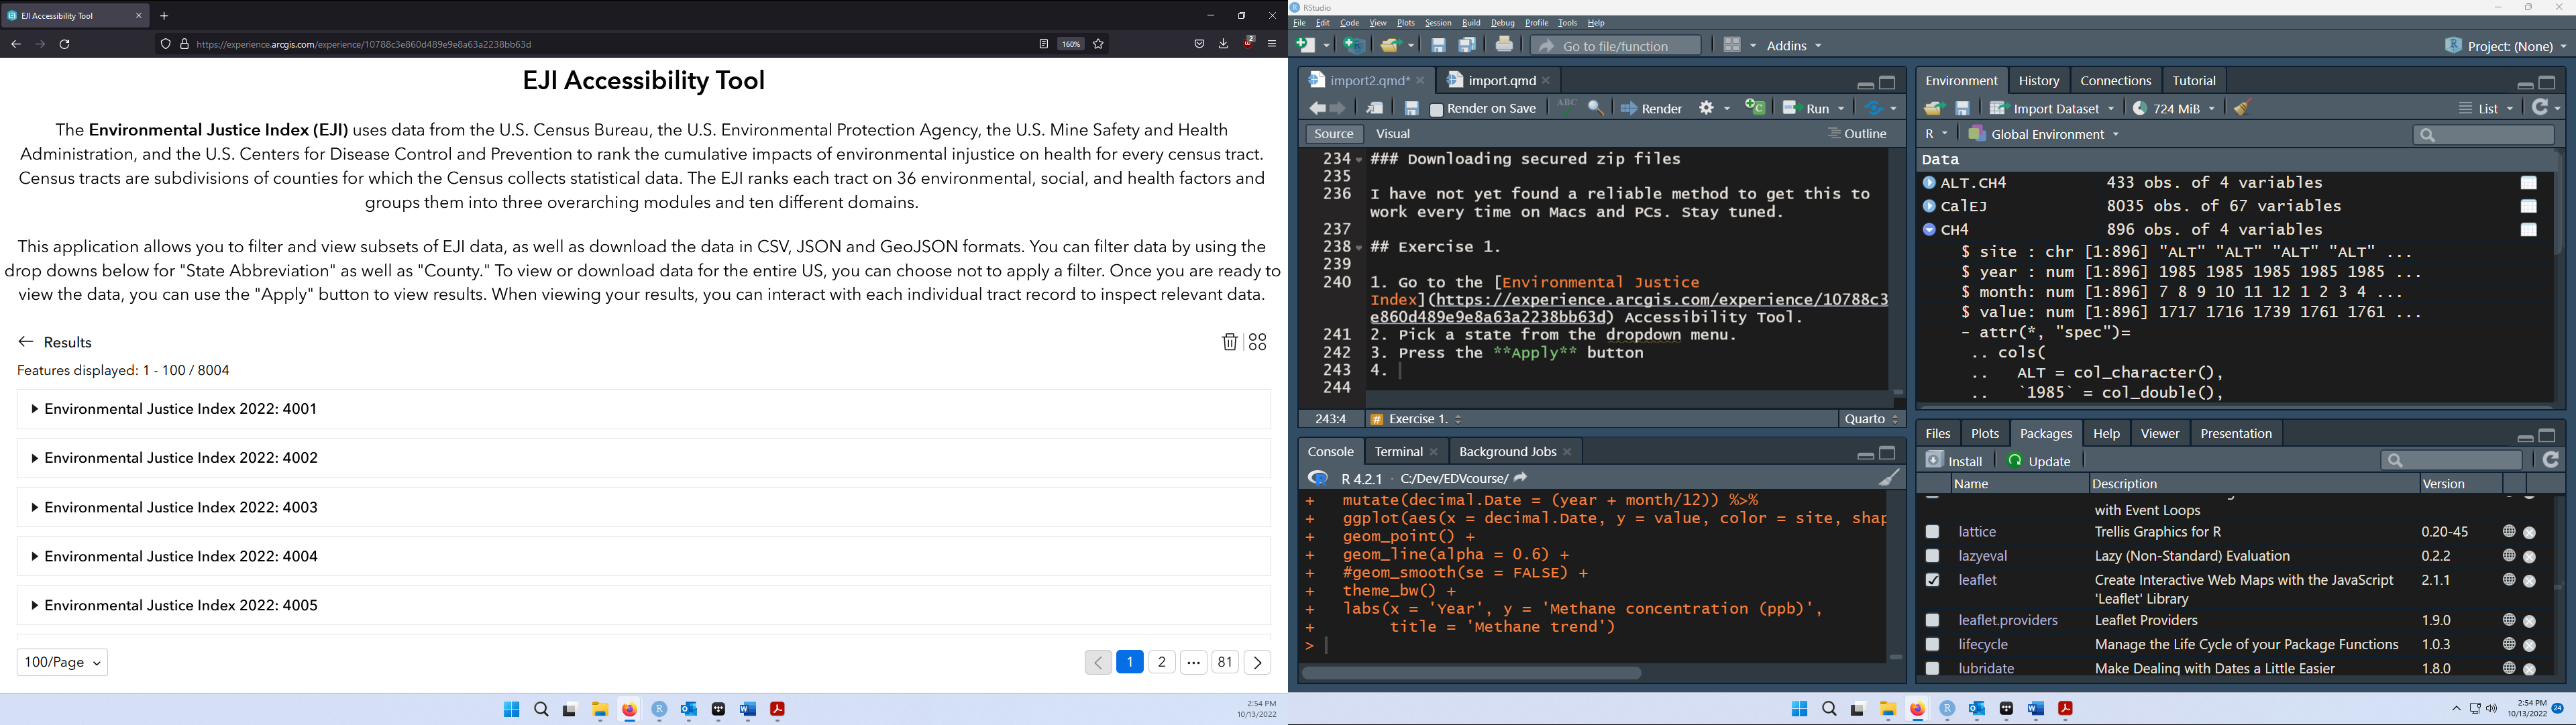 EJI Accessibility Tool
https://experience.arcgis.com/experience/10788c3e860d489e9e8a63a2238bb63d
160%
2
EJI Accessibility Tool
The Environmental Justice Index (EJI) uses data from the U.S. Census Bureau, the U.S. Environmental Protection Agency, the U.S. Mine Safety and Health
Administration, and the U.S. Centers for Disease Control and Prevention to rank the cumulative impacts of environmental injustice on health for every census tract.
Census tracts are subdivisions of counties for which the Census collects statistical data. The EJI ranks each tract on 36 environmental, social, and health factors and
groups them into three overarching modules and ten different domains.
This application allows you to filter and view subsets of EJI data, as well as download the data in CSV, JSON and GeoJSON formats. You can filter data by using the
drop downs below for "State Abbreviation" as well as "County." To view or download data for the entire US, you can choose not to apply a filter. Once you are ready to
view the data, you can use the "Apply" button to view results. When viewing your results, you can interact with each individual tract record to inspect relevant data.
Results
Features displayed: 1 - 100 / 8004
Environmental Justice Index 2022: 4001
Environmental Justice Index 2022: 4002
Environmental Justice Index 2022: 4003
Environmental Justice Index 2022: 4004
Environmental Justice Index 2022: 4005
100/Page
1 2 ... 81
2:54 PM
10/13/2022
RStudio
File Edit Code View Plots Session Build Debug Profile Tools Help
Go to file/function Addins Project: (None)
import2.qmd* import.qmd
Render on Save ABC Render Run
Source Visual Outline
234 ### Downloading secured zip files
235
236 I have not yet found a reliable method to get this to
work every time on Macs and PCs. Stay tuned.
237
238 ## Exercise 1.
239
240 1. Go to the [Environmental Justice
Index](https://experience.arcgis.com/experience/10788c3
e860d489e9e8a63a2238bb63d) Accessibility Tool.
241 2. Pick a state from the dropdown menu.
242 3. Press the **Apply** button
243 4.
244
243:4 # Exercise 1. Quarto
Console Terminal Background Jobs
R 4.2.1 · C:/Dev/EDVcourse/
+ mutate(decimal.Date = (year + month/12)) %>%
+ ggplot(aes(x = decimal.Date, y = value, color = site, shap
+ geom_point() +
+ geom_line(alpha = 0.6) +
+ #geom_smooth(se = FALSE) +
+ theme_bw() +
+ labs(x = 'Year', y = 'Methane concentration (ppb)',
+ title = 'Methane trend')
>
Environment History Connections Tutorial
Import Dataset 724 MiB List
R Global Environment
Data
ALT.CH4 433 obs. of 4 variables
CalEJ 8035 obs. of 67 variables
CH4 896 obs. of 4 variables
$ site : chr [1:896] "ALT" "ALT" "ALT" "ALT" ...
$ year : num [1:896] 1985 1985 1985 1985 1985 ...
$ month: num [1:896] 7 8 9 10 11 12 1 2 3 4 ...
$ value: num [1:896] 1717 1716 1739 1761 1761 ...
- attr(*, "spec")=
.. cols(
.. ALT = col_character(),
.. `1985` = col_double(),
Files Plots Packages Help Viewer Presentation
Install Update
Name Description Version
with Event Loops
lattice Trellis Graphics for R 0.20-45
lazyeval Lazy (Non-Standard) Evaluation 0.2.2
leaflet Create Interactive Web Maps with the JavaScript 2.1.1
'Leaflet' Library
leaflet.providers Leaflet Providers 1.9.0
lifecycle Manage the Life Cycle of your Package Functions 1.0.3
lubridate Make Dealing with Dates a Little Easier 1.8.0
2:54 PM
10/13/2022
24